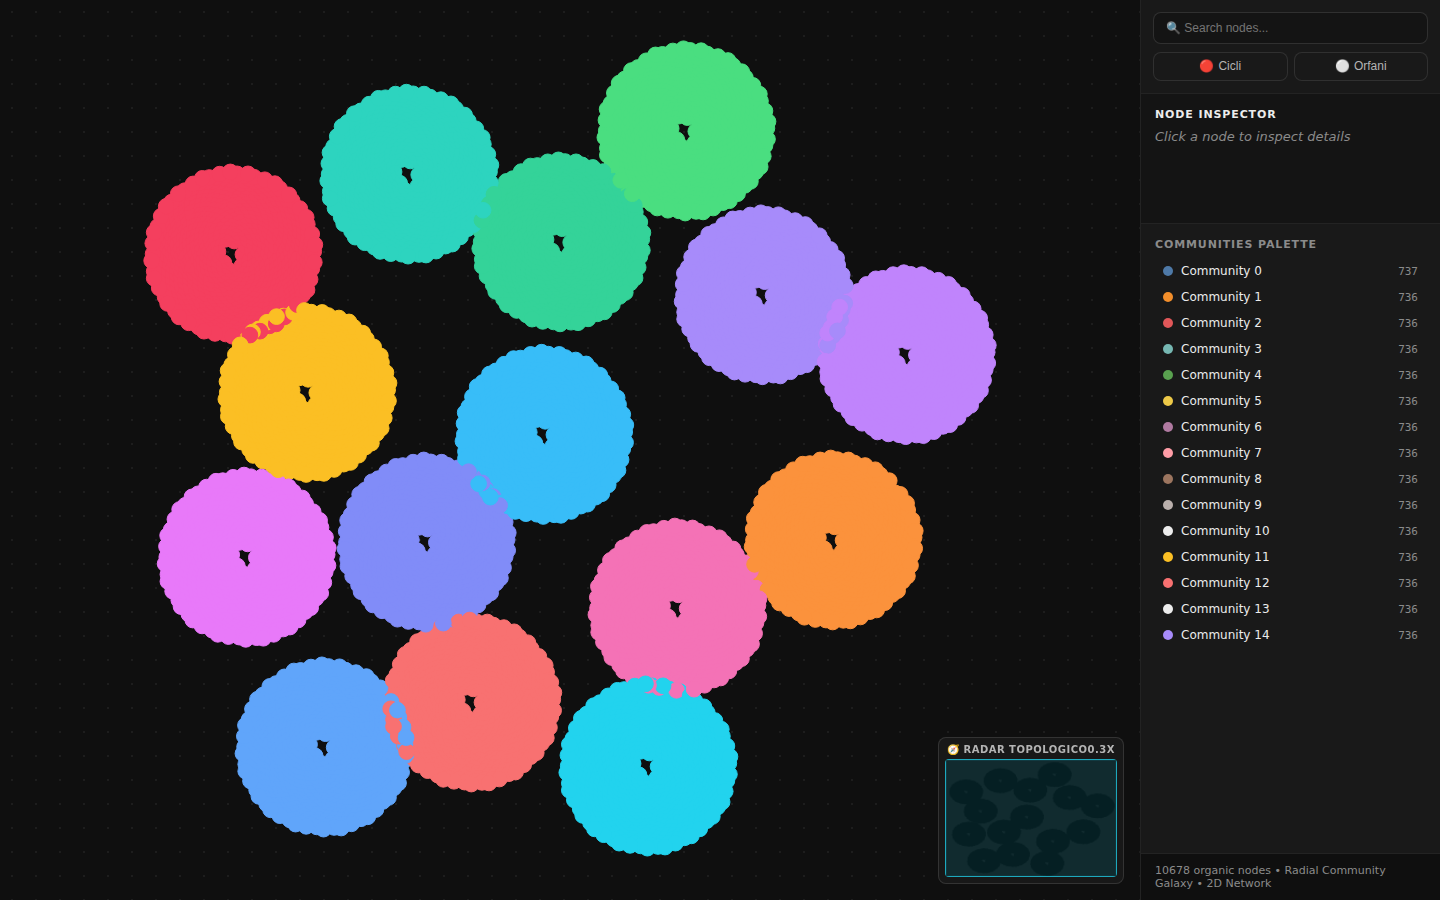 🔍 Search nodes...
🔴 Cicli
⚪ Orfani
NODE INSPECTOR
Click a node to inspect details
COMMUNITIES PALETTE
Community 0 737
Community 1 736
Community 2 736
Community 3 736
Community 4 736
Community 5 736
Community 6 736
Community 7 736
Community 8 736
Community 9 736
Community 10 736
Community 11 736
Community 12 736
Community 13 736
Community 14 736
🧭 RADAR TOPOLOGICO0.3X
10678 organic nodes • Radial Community
Galaxy • 2D Network